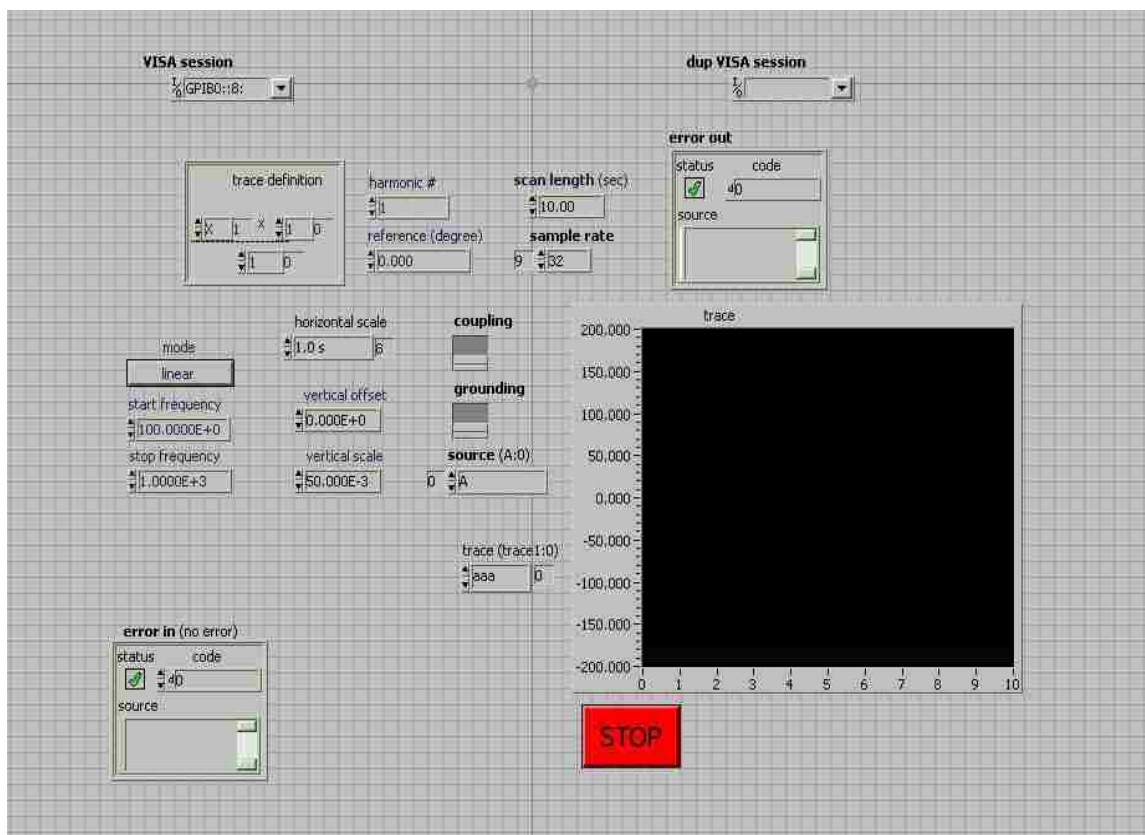 VISA session
I/O GPIB0::8:
dup VISA session
I/O
error out
status code
d0
source
trace definition
X 1 X 1 0
1 0
harmonic #
1
reference (degree)
0.000
scan length (sec)
10.00
sample rate
9 32
mode
linear
start frequency
100.0000E+0
stop frequency
1.0000E+3
horizontal scale
1.0 s 6
vertical offset
0.000E+0
vertical scale
50.000E-3
coupling
grounding
source (A:0)
0 A
trace (trace1:0)
aaa 0
trace
200.000
150.000
100.000
50.000
0.000
-50.000
-100.000
-150.000
-200.000
0 1 2 3 4 5 6 7 8 9 10
error in (no error)
status code
d0
source
STOP